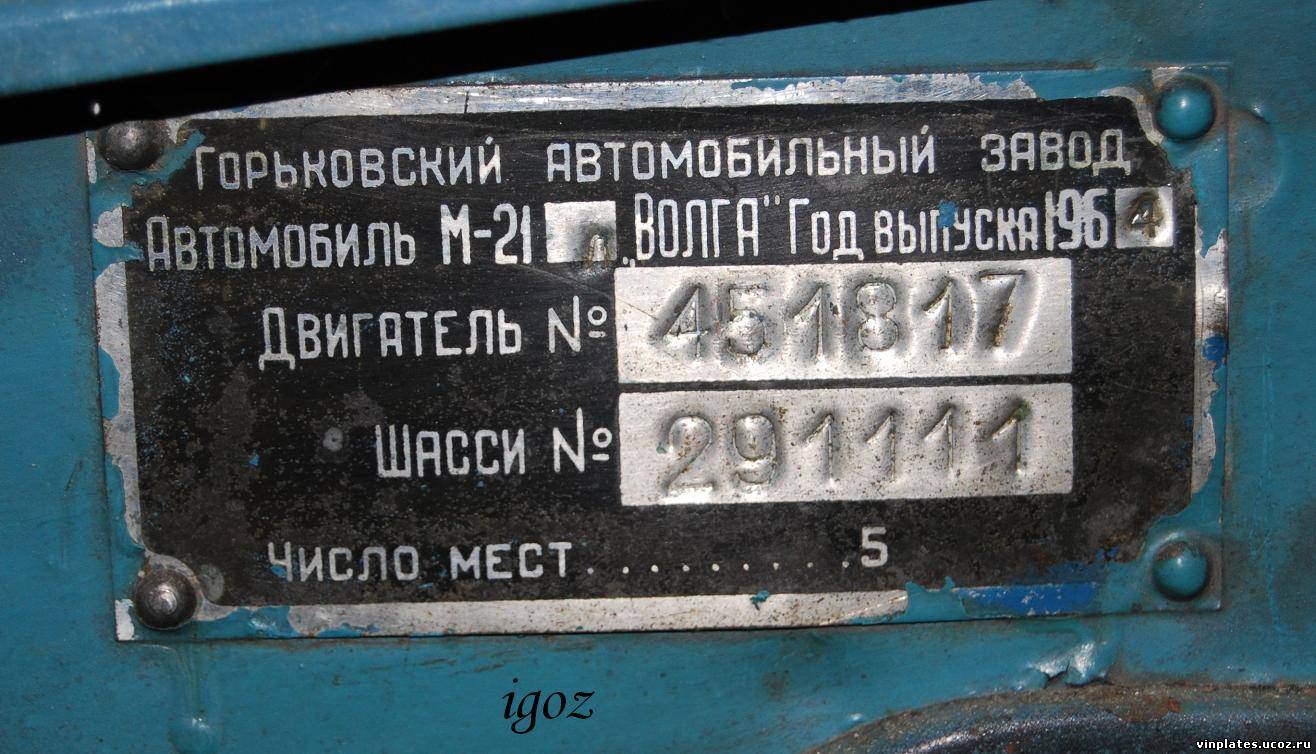 ГОРЬКОВСКИЙ АВТОМОБИЛЬНЫЙ ЗАВОД
АВТОМОБИЛЬ М-21Л „ВОЛГА" ГОД ВЫПУСКА 1964
ДВИГАТЕЛЬ № 451817
ШАССИ № 291111
ЧИСЛО МЕСТ..........5
igoz
vinplates.ucoz.ru